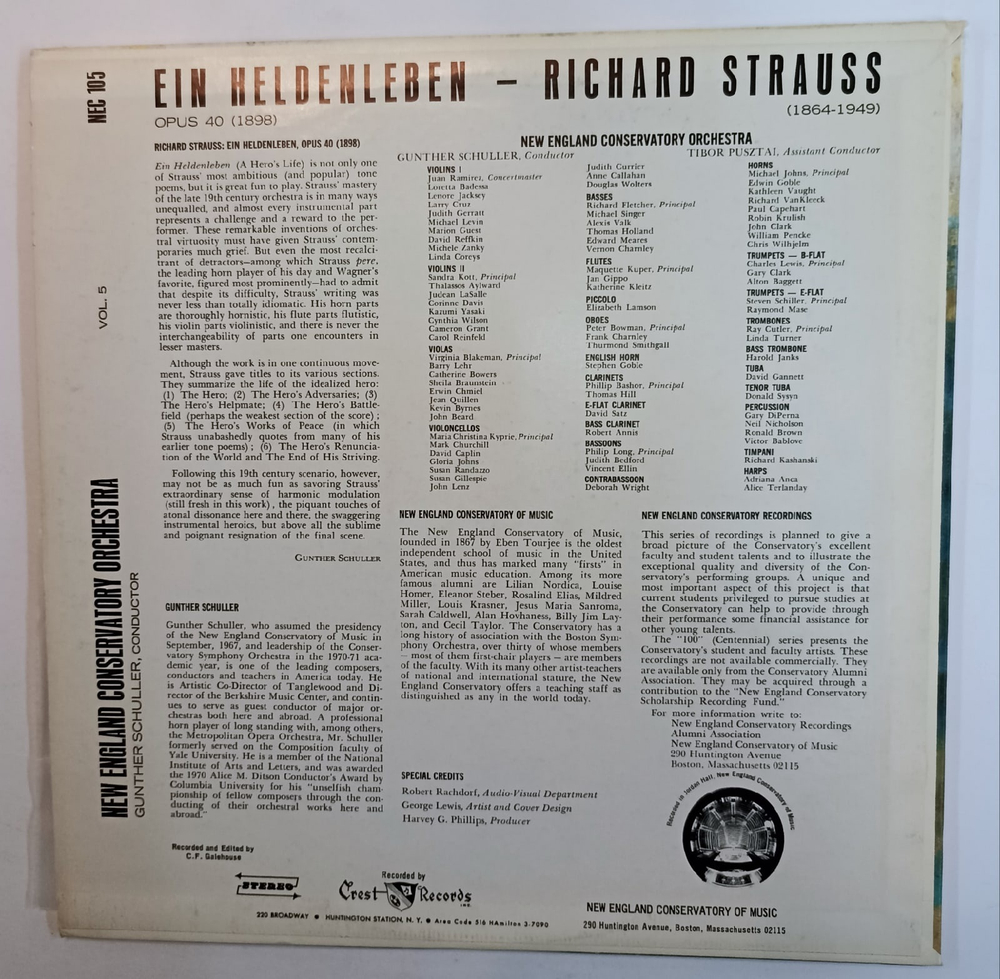 EIN HELDENLEBEN – RICHARD STRAUSS
OPUS 40 (1898)
(1864-1949)
NEC 105
VOL. 5
NEW ENGLAND CONSERVATORY ORCHESTRA
GUNTHER SCHULLER, CONDUCTOR
RICHARD STRAUSS: EIN HELDENLEBEN, OPUS 40 (1898)
Ein Heldenleben (A Hero's Life) is not only one
of Strauss' most ambitious (and popular) tone
poems, but it is great fun to play. Strauss' mastery
of the late 19th century orchestra is in many ways
unequalled, and almost every instrumental part
represents a challenge and a reward to the per-
former. These remarkable inventions of orches-
tral virtuosity must have given Strauss' contem-
poraries much grief. But even the most recalci-
trant of detractors—among which Strauss pere,
the leading horn player of his day and Wagner's
favorite, figured most prominently—had to admit
that despite its difficulty, Strauss' writing was
never less than totally idiomatic. His horn parts
are thoroughly hornistic, his flute parts flutistic,
his violin parts violinistic, and there is never the
interchangeability of parts one encounters in
lesser masters.
Although the work is in one continuous move-
ment, Strauss gave titles to its various sections.
They summarize the life of the idealized hero:
(1) The Hero; (2) The Hero's Adversaries; (3)
The Hero's Helpmate; (4) The Hero's Battle-
field (perhaps the weakest section of the score);
(5) The Hero's Works of Peace (in which
Strauss unabashedly quotes from many of his
earlier tone poems); (6) The Hero's Renuncia-
tion of the World and The End of His Striving.
Following this 19th century scenario, however,
may not be as much fun as savoring Strauss'
extraordinary sense of harmonic modulation
(still fresh in this work), the piquant touches of
atonal dissonance here and there, the swaggering
instrumental heroics, but above all the sublime
and poignant resignation of the final scene.
GUNTHER SCHULLER
GUNTHER SCHULLER
Gunther Schuller, who assumed the presidency
of the New England Conservatory of Music in
September, 1967, and leadership of the Conser-
vatory Symphony Orchestra in the 1970-71 aca-
demic year, is one of the leading composers,
conductors and teachers in America today. He
is Artistic Co-Director of Tanglewood and Di-
rector of the Berkshire Music Center, and contin-
ues to serve as guest conductor of major or-
chestras both here and abroad. A professional
horn player of long standing with, among others,
the Metropolitan Opera Orchestra, Mr. Schuller
formerly served on the Composition faculty of
Yale University. He is a member of the National
Institute of Arts and Letters, and was awarded
the 1970 Alice M. Ditson Conductor's Award by
Columbia University for his "unselfish cham-
pionship of fellow composers through the con-
ducting of their orchestral works here and
abroad."
Recorded and Edited by
C.F. Galehouse
STEREO
Recorded by
Crest Records
INC.
220 BROADWAY • HUNTINGTON STATION, N. Y. • Area Code 516 HAmilton 3-7090
NEW ENGLAND CONSERVATORY ORCHESTRA
GUNTHER SCHULLER, Conductor
TIBOR PUSZTAI, Assistant Conductor
VIOLINS I
Juan Ramirez, Concertmaster
Loretta Badessa
Lenore Jacksey
Larry Cruz
Judith Gerratt
Michael Levin
Marion Guest
David Reffkin
Michele Zanky
Linda Coreys
VIOLINS II
Sandra Kott, Principal
Thalassos Aylward
Judean LaSalle
Corinne Davis
Kazumi Yasaki
Cynthia Wilson
Cameron Grant
Carol Reinfeld
VIOLAS
Virginia Blakeman, Principal
Barry Lehr
Catherine Bowers
Sheila Braunstein
Erwin Chmiel
Jean Quillen
Kevin Byrnes
John Beard
VIOLONCELLOS
Maria Christina Kyprie, Principal
Mark Churchill
David Caplin
Gloria Johns
Susan Randazzo
Susan Gillespie
John Lenz
Judith Currier
Anne Callahan
Douglas Wolters
BASSES
Richard Fletcher, Principal
Michael Singer
Alexis Valk
Thomas Holland
Edward Meares
Vernon Chamley
FLUTES
Maquette Kuper, Principal
Jan Gippo
Katherine Kleitz
PICCOLO
Elizabeth Lamson
OBOES
Peter Bowman, Principal
Frank Charnley
Thurmond Smithgall
ENGLISH HORN
Stephen Goble
CLARINETS
Phillip Bashor, Principal
Thomas Hill
E-FLAT CLARINET
David Satz
BASS CLARINET
Robert Annis
BASSOONS
Philip Long, Principal
Judith Bedford
Vincent Ellin
CONTRABASSOON
Deborah Wright
HORNS
Michael Johns, Principal
Edwin Goble
Kathleen Vaught
Richard VanKleeck
Paul Capehart
Robin Krulish
John Clark
William Pencke
Chris Wilhjelm
TRUMPETS — B-FLAT
Charles Lewis, Principal
Gary Clark
Alton Baggett
TRUMPETS — E-FLAT
Steven Schiller, Principal
Raymond Mase
TROMBONES
Ray Cutler, Principal
Linda Turner
BASS TROMBONE
Harold Janks
TUBA
David Gannett
TENOR TUBA
Donald Sysyn
PERCUSSION
Gary DiPerna
Neil Nicholson
Ronald Brown
Victor Bablove
TIMPANI
Richard Kashanski
HARPS
Adriana Anca
Alice Terlanday
NEW ENGLAND CONSERVATORY OF MUSIC
The New England Conservatory of Music,
founded in 1867 by Eben Tourjee is the oldest
independent school of music in the United
States, and thus has marked many "firsts" in
American music education. Among its more
famous alumni are Lilian Nordica, Louise
Homer, Eleanor Steber, Rosalind Elias, Mildred
Miller, Louis Krasner, Jesus Maria Sanroma,
Sarah Caldwell, Alan Hovhaness, Billy Jim Lay-
ton, and Cecil Taylor. The Conservatory has a
long history of association with the Boston Sym-
phony Orchestra, over thirty of whose members
— most of them first-chair players — are members
of the faculty. With its many other artist-teachers
of national and international stature, the New
England Conservatory offers a teaching staff as
distinguished as any in the world today.
SPECIAL CREDITS
Robert Rachdorf, Audio-Visual Department
George Lewis, Artist and Cover Design
Harvey G. Phillips, Producer
NEW ENGLAND CONSERVATORY RECORDINGS
This series of recordings is planned to give a
broad picture of the Conservatory's excellent
faculty and student talents and to illustrate the
exceptional quality and diversity of the Con-
servatory's performing groups. A unique and
most important aspect of this project is that
current students privileged to pursue studies at
the Conservatory can help to provide through
their performance some financial assistance for
other young talents.
The "100" (Centennial) series presents the
Conservatory's student and faculty artists. These
recordings are not available commercially. They
are available only from the Conservatory Alumni
Association. They may be acquired through a
contribution to the "New England Conservatory
Scholarship Recording Fund."
For more information write to:
New England Conservatory Recordings
Alumni Association
New England Conservatory of Music
290 Huntington Avenue
Boston, Massachusetts 02115
Recorded in Jordan Hall, New England Conservatory of Music
NEW ENGLAND CONSERVATORY OF MUSIC
290 Huntington Avenue, Boston, Massachusetts 02115